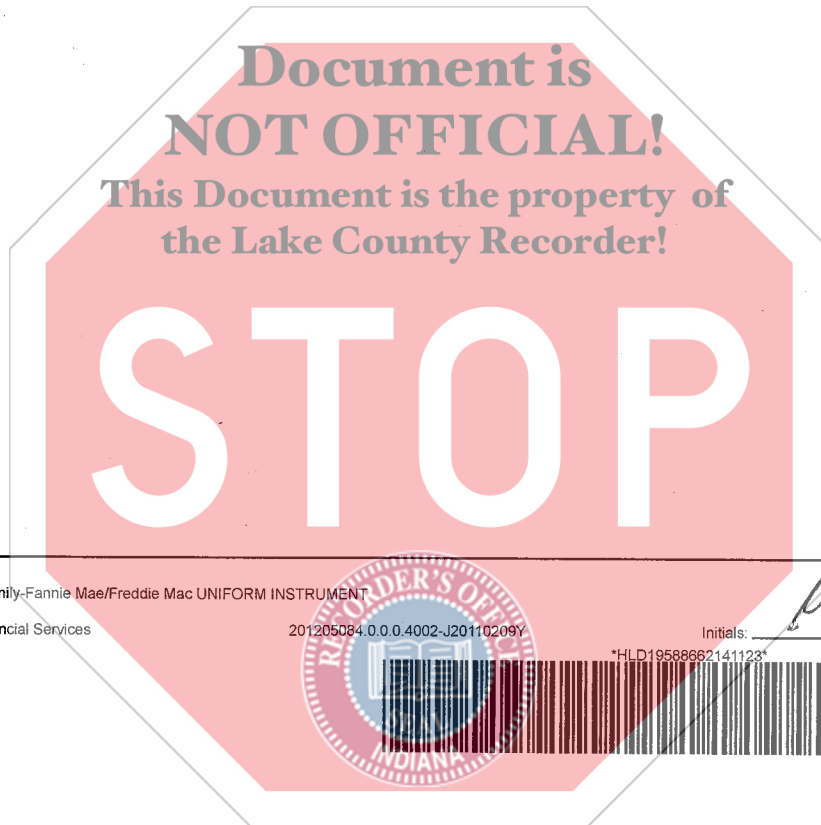 Document is
NOT OFFICIAL!
This Document is the property of
the Lake County Recorder!
STOP
mily-Fannie Mae/Freddie Mac UNIFORM INSTRUMENT
ncial Services 201205084.0.0.0.4002-J20110209Y Initials:
*HLD19588662141123*
RECORDER'S OFFICE
SEAL
INDIANA